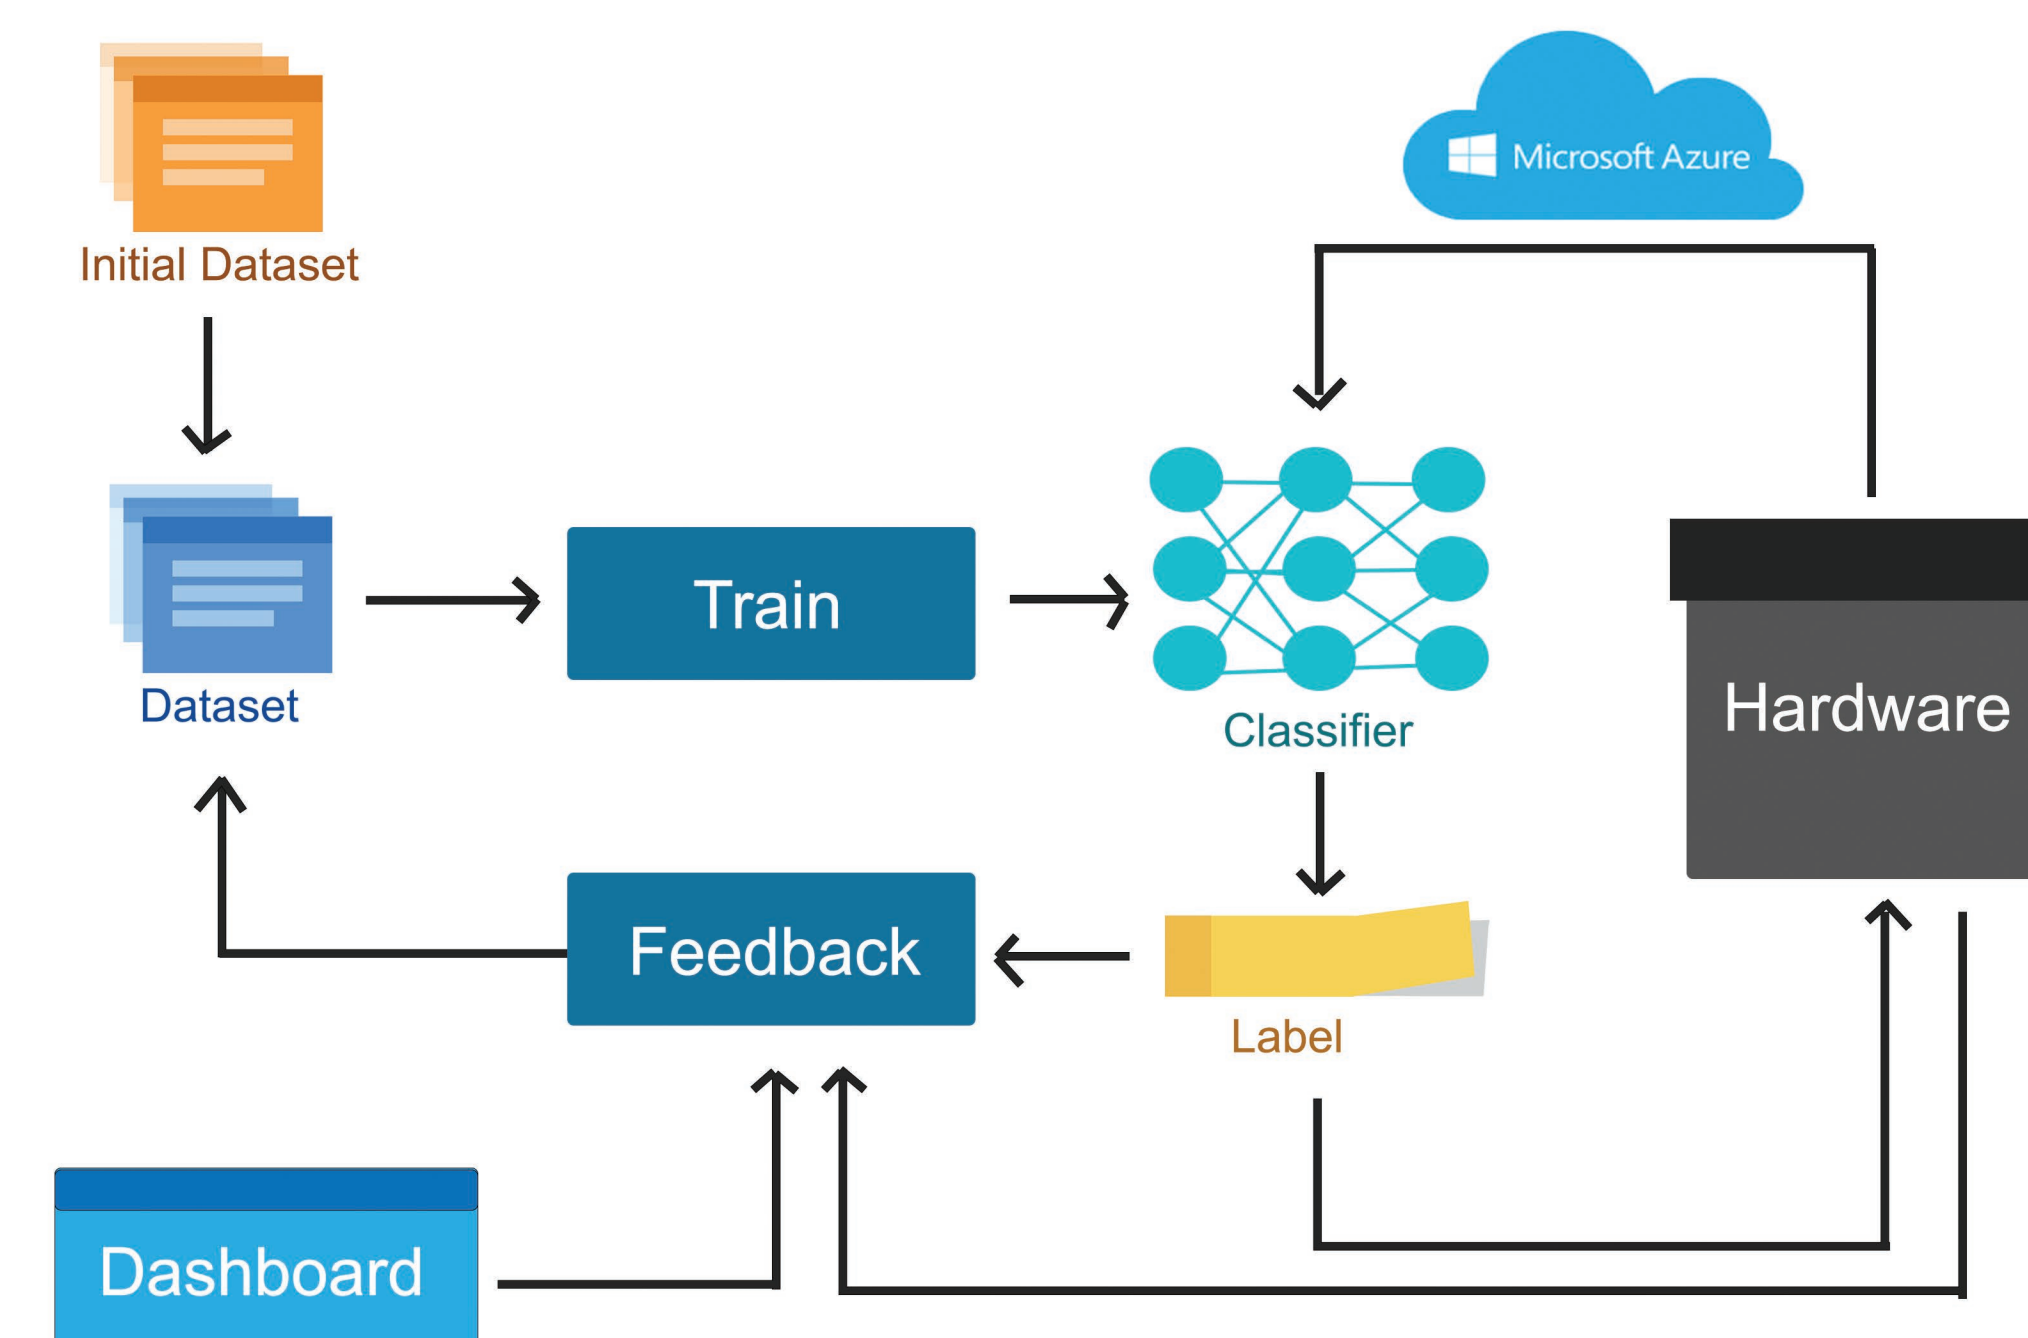 Microsoft Azure
Initial Dataset
Train
Dataset
Classifier
Hardware
Feedback
Label
Dashboard